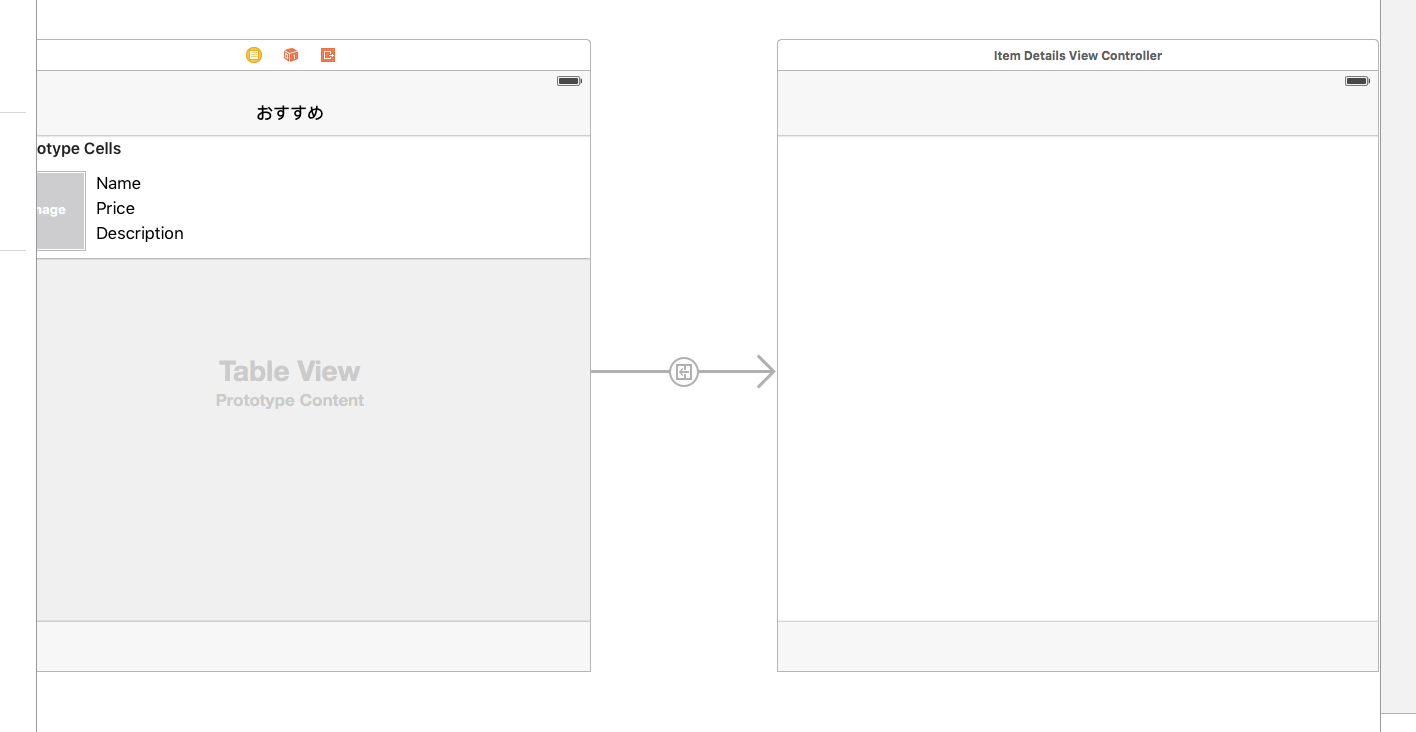 Item Details View Controller
おすすめ
otype Cells
Name
nage
Price
Description
Table View
Prototype Content